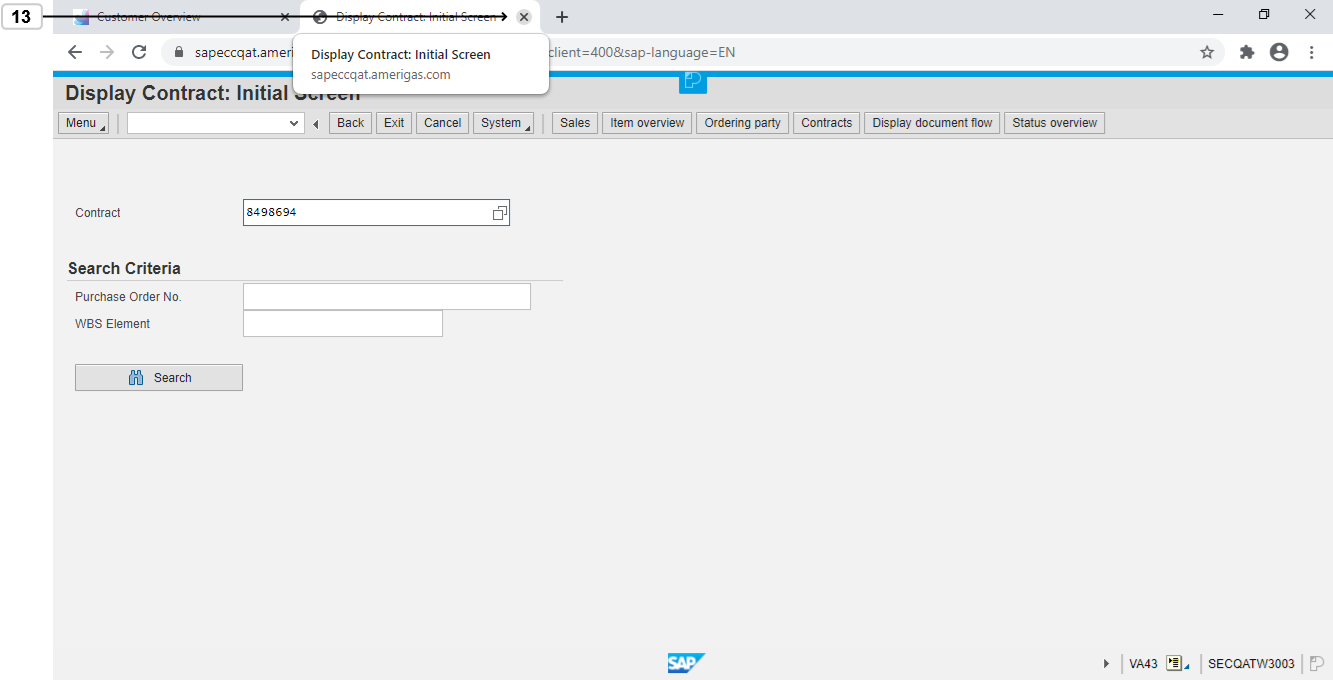 13
Customer Overview
Display Contract: Initial Screen
sapeccqat.ameri
client=400&sap-language=EN
Display Contract: Initial Screen
sapeccqat.amerigas.com
Display Contract: Initial Screen
Menu Back Exit Cancel System Sales Item overview Ordering party Contracts Display document flow Status overview
Contract 8498694
Search Criteria
Purchase Order No.
WBS Element
Search
SAP
VA43 SECQATW3003